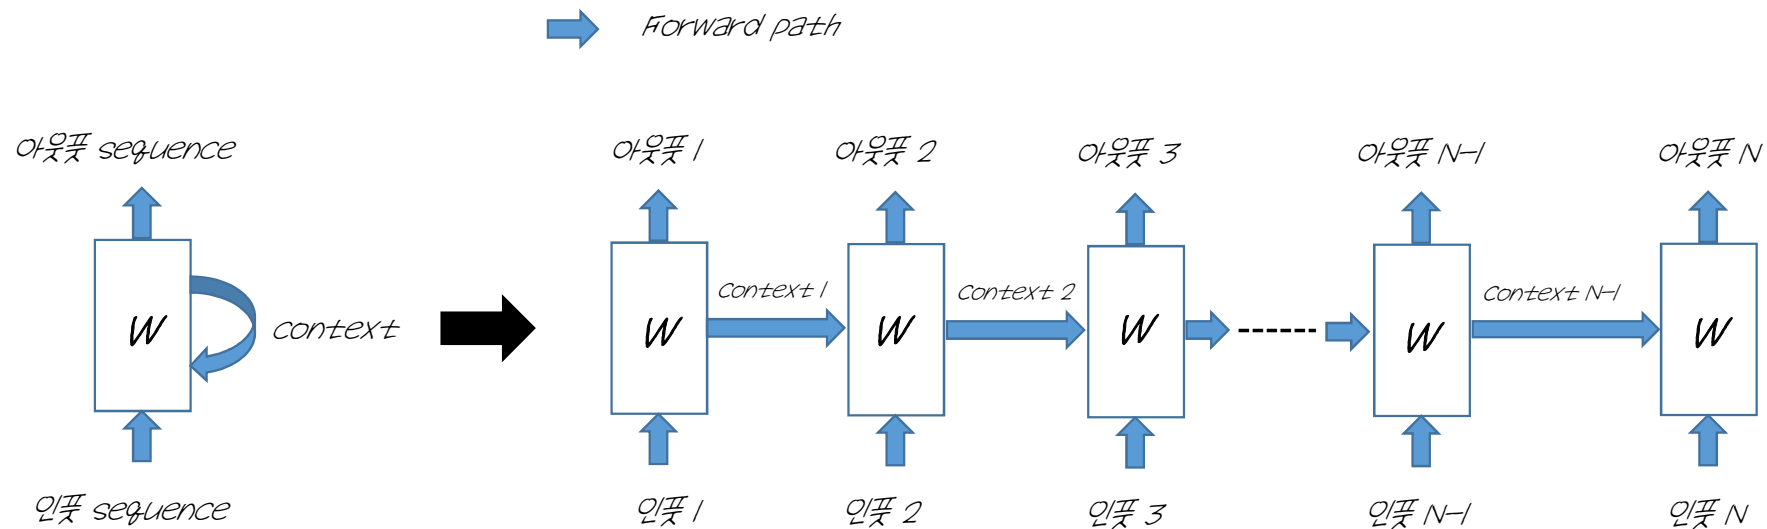 Forward path
아웃풋 sequence
아웃풋 1
아웃풋 2
아웃풋 3
아웃풋 N-1
아웃풋 N
W
context
W
context 1
W
context 2
W
W
context N-1
W
인풋 sequence
인풋 1
인풋 2
인풋 3
인풋 N-1
인풋 N